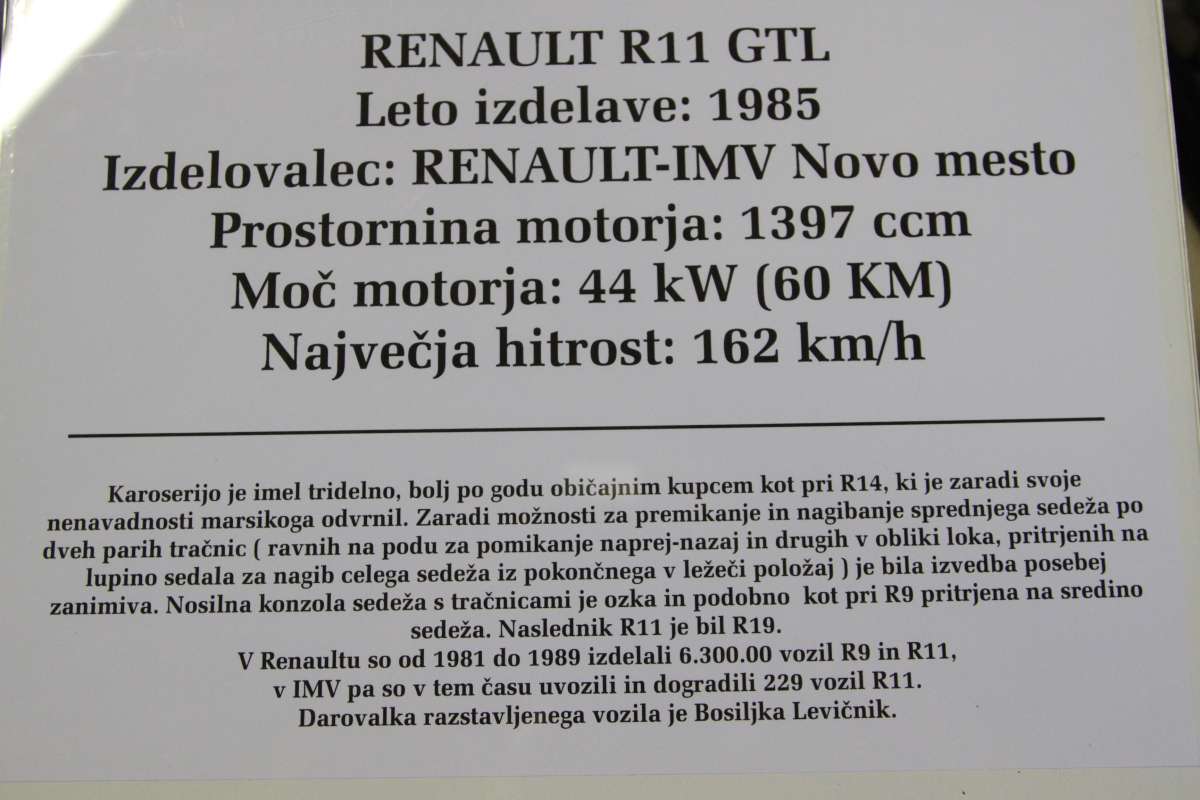 RENAULT R11 GTL
Leto izdelave: 1985
Izdelovalec: RENAULT-IMV Novo mesto
Prostornina motorja: 1397 ccm
Moč motorja: 44 kW (60 KM)
Največja hitrost: 162 km/h
Karoserijo je imel tridelno, bolj po godu običajnim kupcem kot pri R14, ki je zaradi svoje
nenavadnosti marsikoga odvrnil. Zaradi možnosti za premikanje in nagibanje sprednjega sedeža po
dveh parih tračnic ( ravnih na podu za pomikanje naprej-nazaj in drugih v obliki loka, pritrjenih na
lupino sedala za nagib celega sedeža iz pokončnega v ležeči položaj ) je bila izvedba posebej
zanimiva. Nosilna konzola sedeža s tračnicami je ozka in podobno kot pri R9 pritrjena na sredino
sedeža. Naslednik R11 je bil R19.
V Renaultu so od 1981 do 1989 izdelali 6.300.00 vozil R9 in R11,
v IMV pa so v tem času uvozili in dogradili 229 vozil R11.
Darovalka razstavljenega vozila je Bosiljka Levičnik.